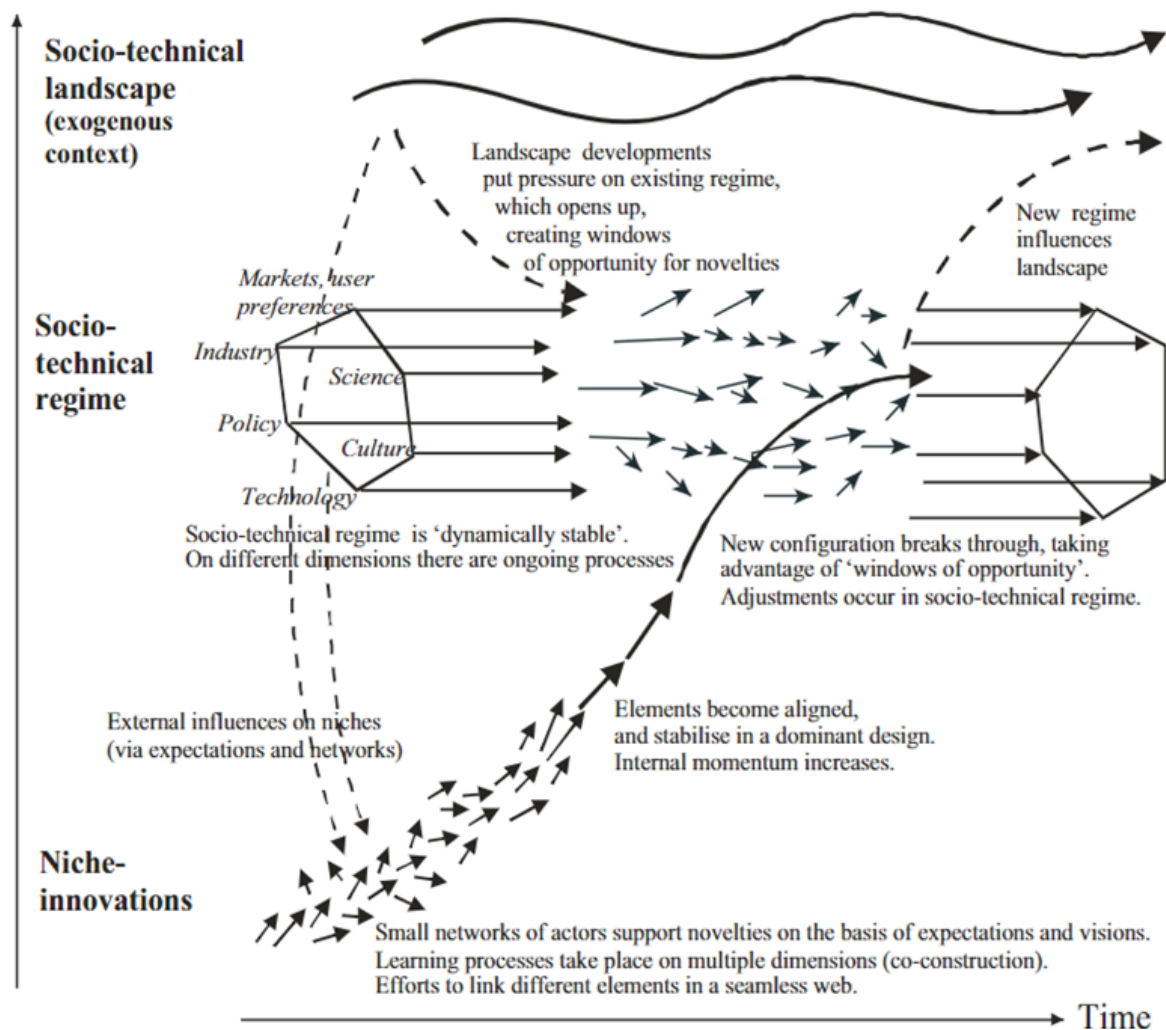 Socio-technical
landscape
(exogenous
context)
Landscape developments
put pressure on existing regime,
which opens up,
creating windows
of opportunity for novelties
New regime
influences
landscape
Socio-
technical
regime
Markets, user
preferences
Industry
Science
Policy
Culture
Technology
Socio-technical regime is ‘dynamically stable’.
On different dimensions there are ongoing processes
New configuration breaks through, taking
advantage of ‘windows of opportunity’.
Adjustments occur in socio-technical regime.
External influences on niches
(via expectations and networks)
Elements become aligned,
and stabilise in a dominant design.
Internal momentum increases.
Niche-
innovations
Small networks of actors support novelties on the basis of expectations and visions.
Learning processes take place on multiple dimensions (co-construction).
Efforts to link different elements in a seamless web.
Time